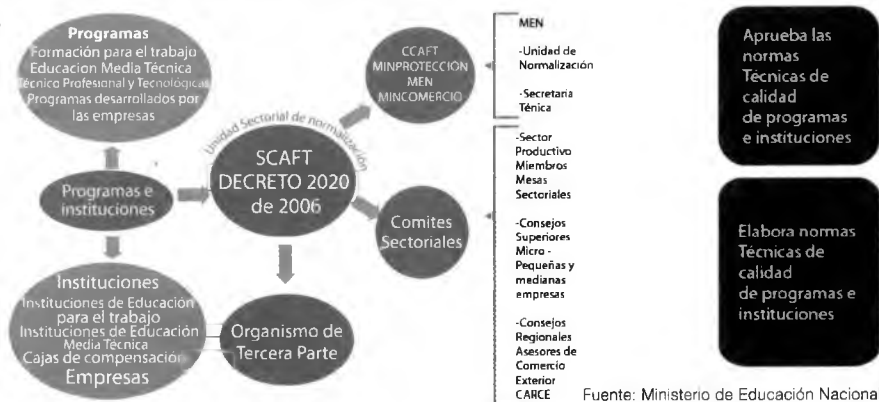 Programas
Formación para el trabajo
Educacion Media Técnica
Técnico Profesional y Tecnológicas
Programas desarrollados por
las empresas
Programas e
instituciones
Instituciones
Instituciones de Educación
para el trabajo
Instituciones de Educación
Media Técnica
Cajas de compensación
Empresas
Unidad Sectorial de normalización
SCAFT
DECRETO 2020
de 2006
Organismo de
Tercera Parte
CCAFT
MINPROTECCIÓN
MEN
MINCOMERCIO
Comites
Sectoriales
MEN
-Unidad de
Normalización
-Secretaria
Ténica
-Sector
Productivo
Miembros
Mesas
Sectoriales
-Consejos
Superiores
Micro -
Pequeñas y
medianas
empresas
-Consejos
Regionales
Asesores de
Comercio
Exterior
CARCE
Aprueba las
normas
Técnicas de
calidad
de programas
e instituciones
Elabora normas
Técnicas de
calidad
de programas e
instituciones
Fuente: Ministerio de Educación Naciona